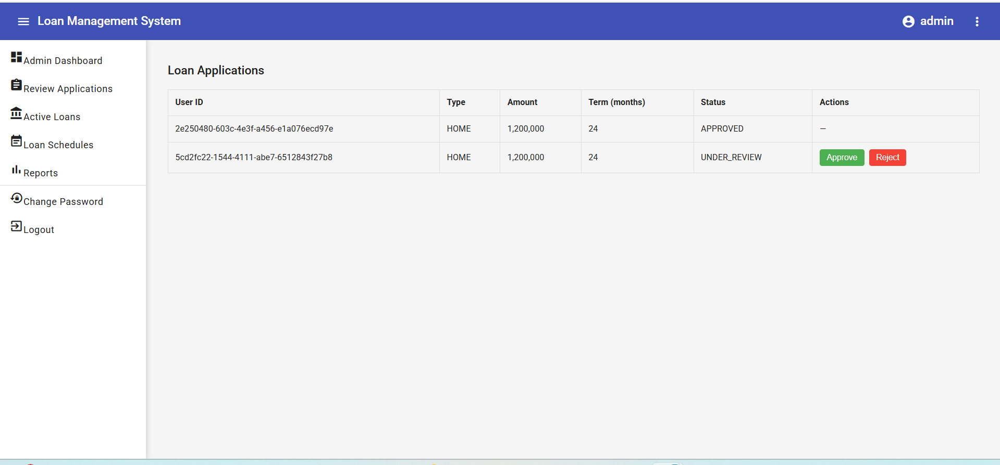 Loan Management System
admin
Admin Dashboard
Review Applications
Active Loans
Loan Schedules
Reports
Change Password
Logout
Loan Applications
User ID Type Amount Term (months) Status Actions
2e250480-603c-4e3f-a456-e1a076ecd97e HOME 1,200,000 24 APPROVED —
5cd2fc22-1544-4111-abe7-6512843f27b8 HOME 1,200,000 24 UNDER_REVIEW Approve Reject